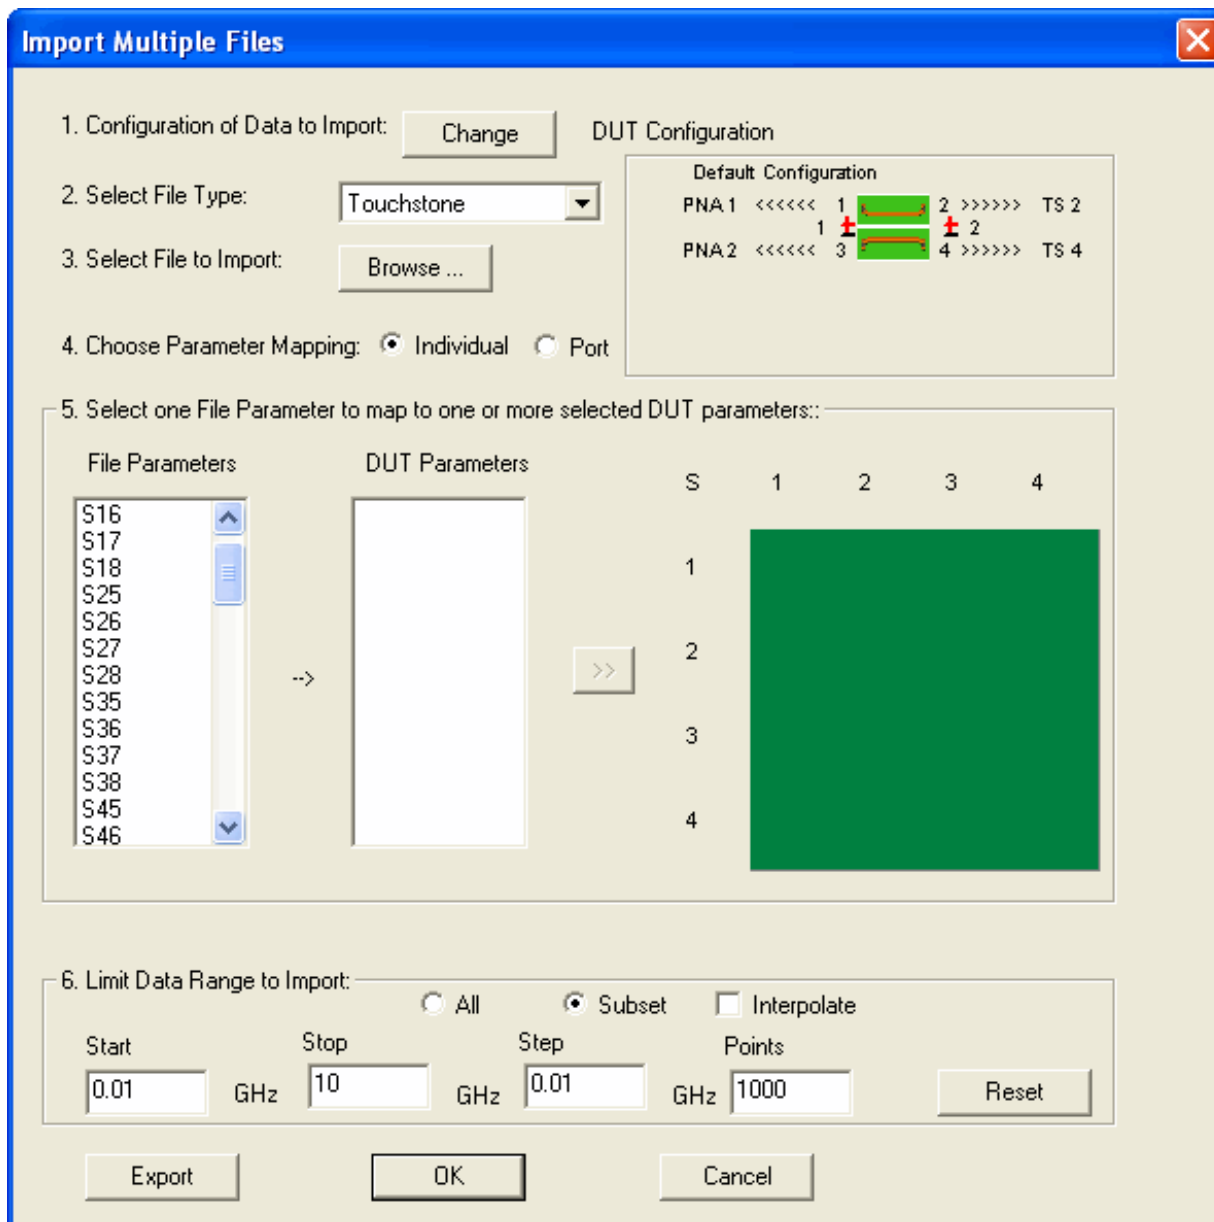 Import Multiple Files
1. Configuration of Data to Import:
Change
DUT Configuration
Default Configuration
PNA 1 <<<<<< 1 2 >>>>>> TS 2
1 ± ± 2
PNA 2 <<<<<< 3 4 >>>>>> TS 4
2. Select File Type:
Touchstone
3. Select File to Import:
Browse ...
4. Choose Parameter Mapping:
Individual
Port
5. Select one File Parameter to map to one or more selected DUT parameters::
File Parameters
DUT Parameters
S16
S17
S18
S25
S26
S27
S28
S35
S36
S37
S38
S45
S46
-->
>>
S 1 2 3 4
1
2
3
4
6. Limit Data Range to Import:
All
Subset
Interpolate
Start
Stop
Step
Points
0.01 GHz 10 GHz 0.01 GHz 1000
Reset
Export
OK
Cancel